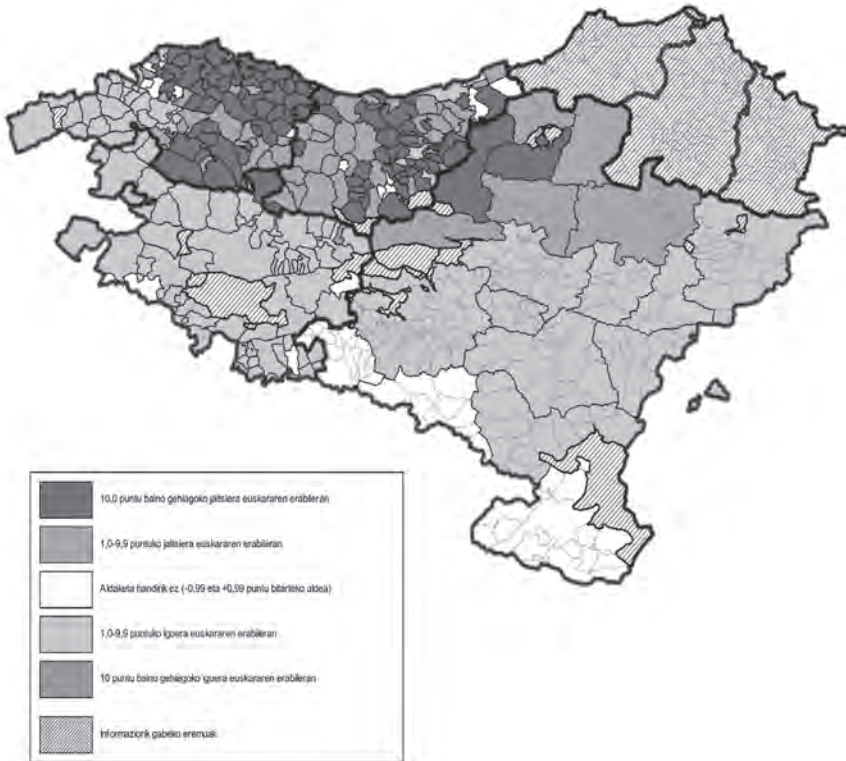 10,0 puntu baino gehiagoko jaitsiera euskararen erabileran
1,0-9,9 puntuko jaitsiera euskararen erabileran
Aldaketa handirik ez (-0,99 eta +0,99 puntu bitarteko aldea)
1,0-9,9 puntuko igoera euskararen erabileran
10 puntu baino gehiagoko igoera euskararen erabileran
Informaziorik gabeko eremuak